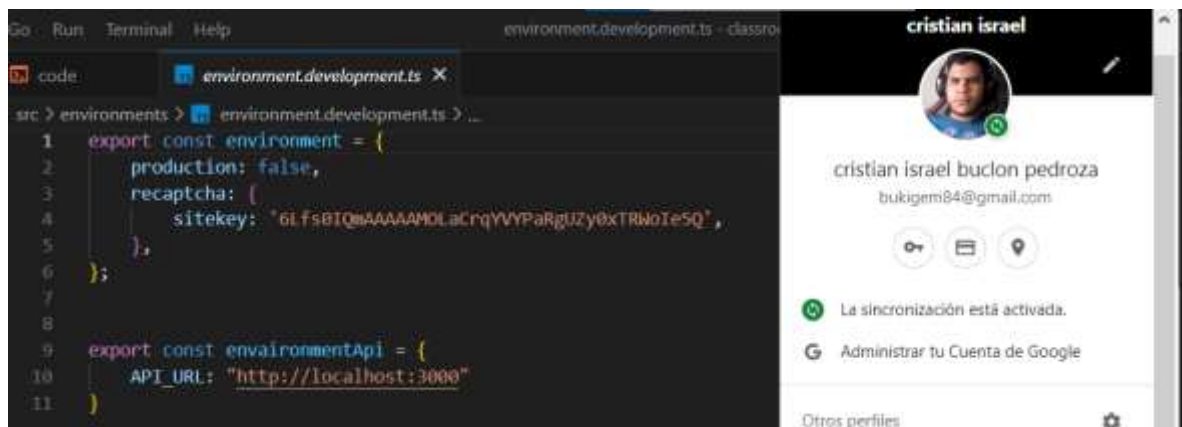 Go Run Terminal Help environment.development.ts - classro
code environment.development.ts ×
src > environments > environment.development.ts > ...
1 export const environment = {
2 production: false,
3 recaptcha: {
4 sitekey:
5 },
6 };
7
8
9 export const envaironmentApi = {
10 API_URL: "http://localhost:3000"
11 }
cristian israel
cristian israel buclon pedroza
bukigem84@gmail.com
La sincronización está activada.
G Administrar tu Cuenta de Google
Otros perfiles